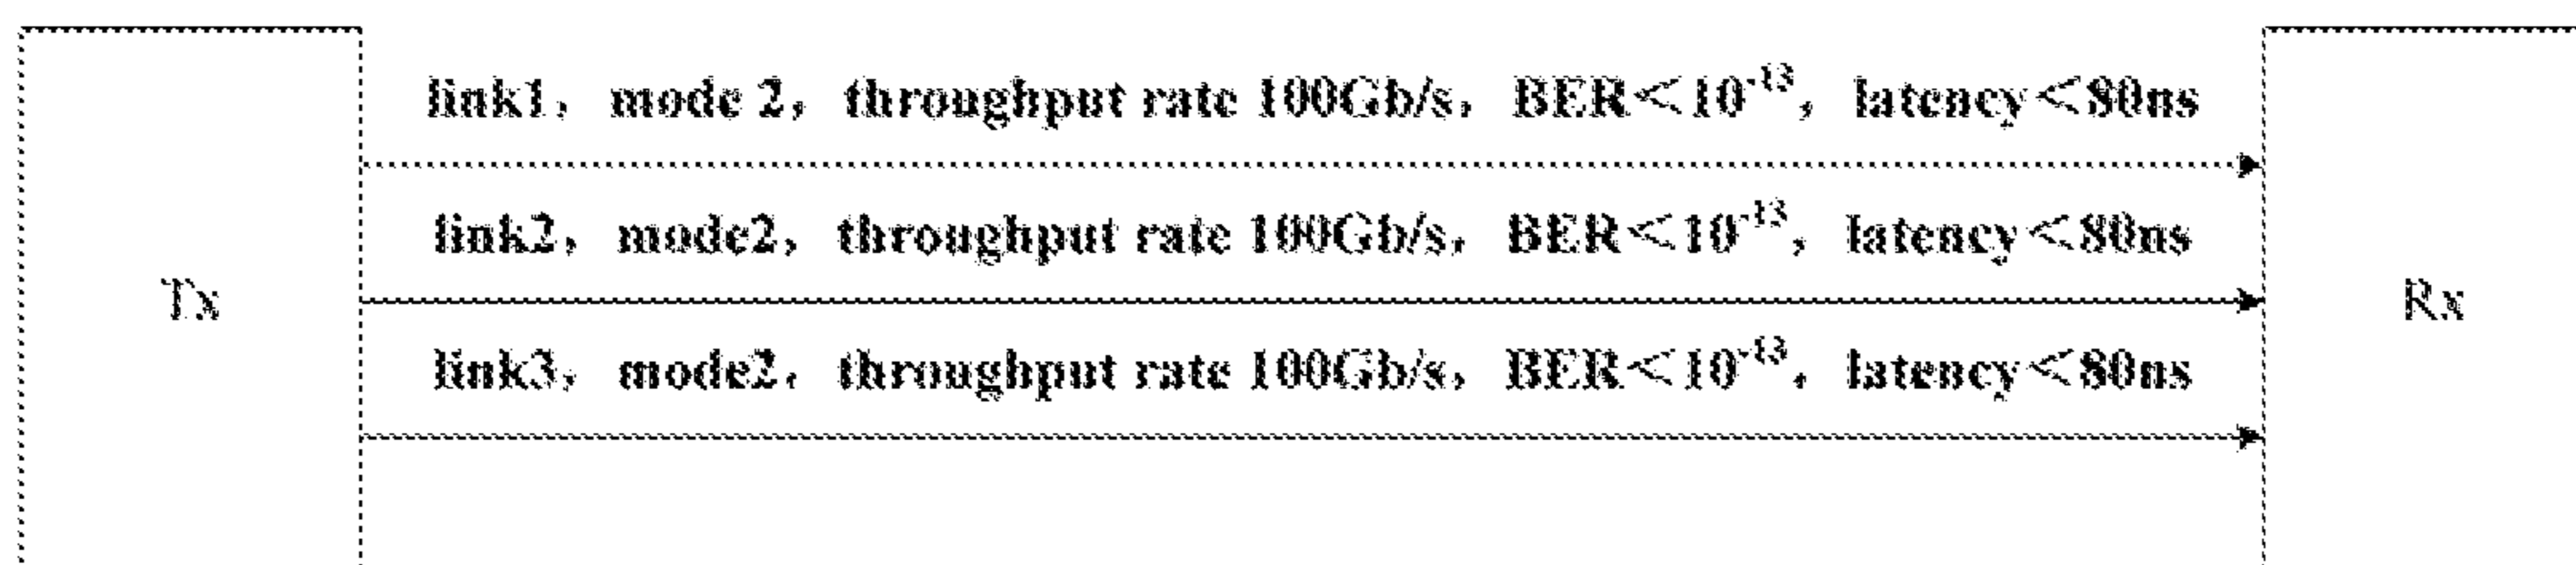 link1, mode 2, throughput rate 100Gb/s, BER<10⁻¹³, latency<80ns
link2, mode2, throughput rate 100Gb/s, BER<10⁻¹³, latency<80ns
Tx
Rx
link3, mode2, throughput rate 100Gb/s, BER<10⁻¹³, latency<80ns